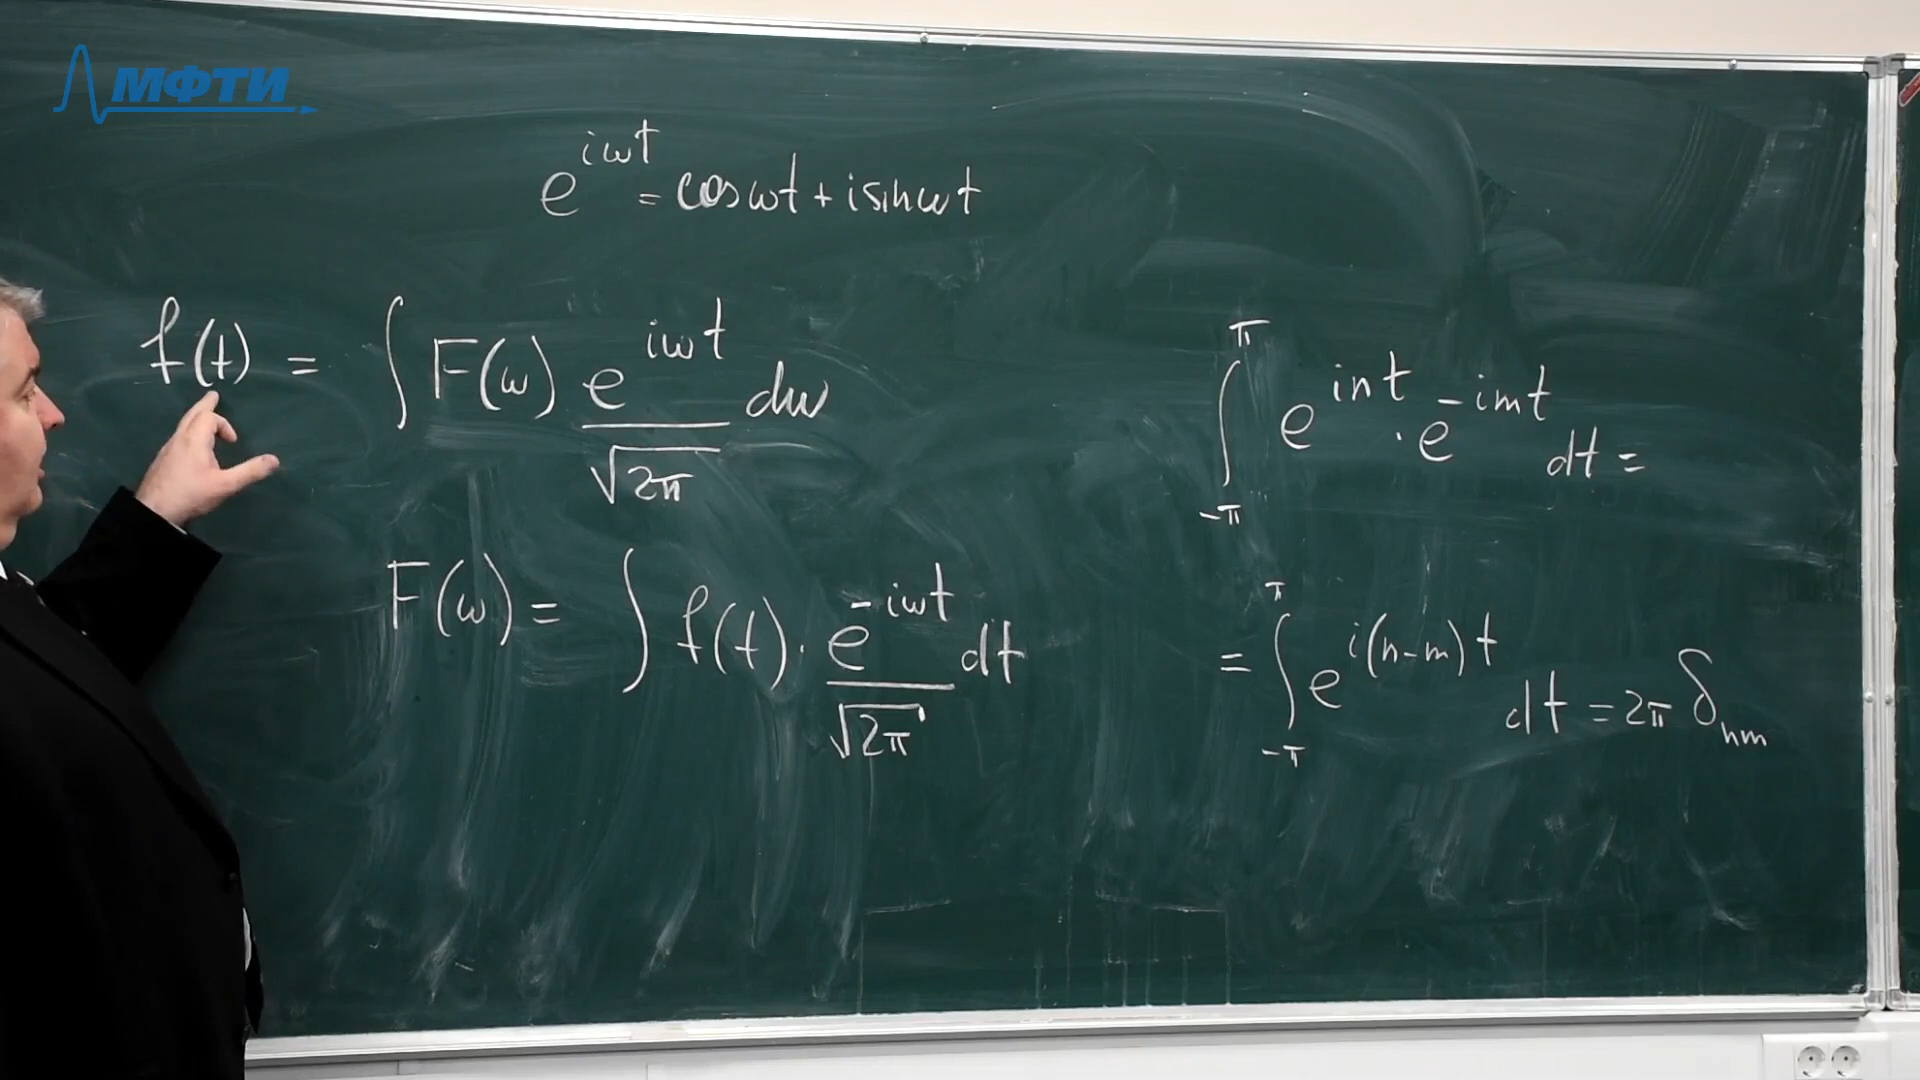 МФТИ
e^{iωt} = cos ωt + i sin ωt
f(t) = ∫ F(ω) e^{iωt}/√2π dω
F(ω) = ∫ f(t) · e^{-iωt}/√2π dt
∫_{-π}^{π} e^{int} · e^{-imt} dt =
= ∫_{-π}^{π} e^{i(n-m)t} dt = 2π δ_{nm}